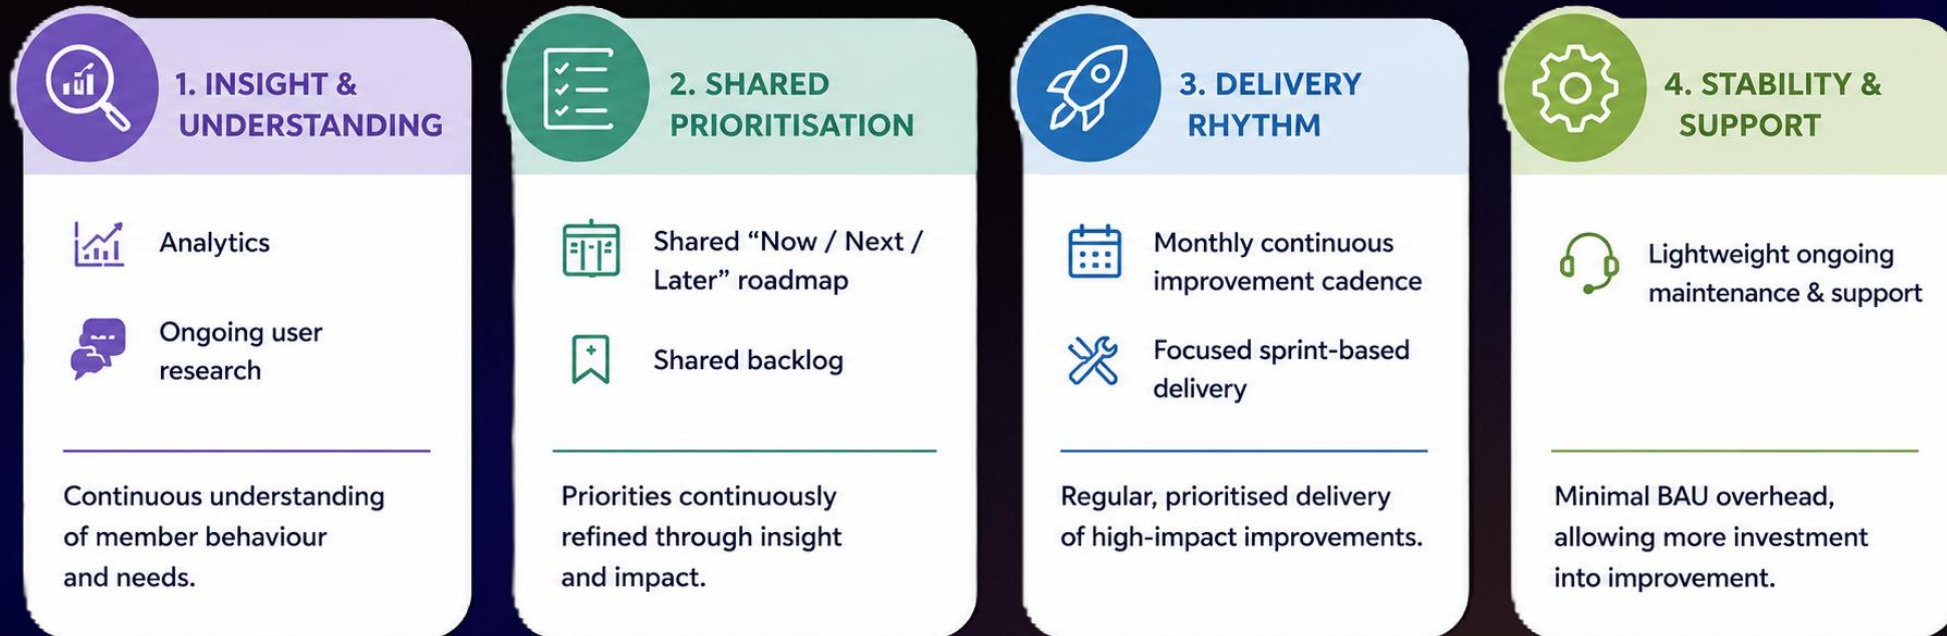 1. INSIGHT &
UNDERSTANDING
Analytics
Ongoing user
research
Continuous understanding
of member behaviour
and needs.
2. SHARED
PRIORITISATION
Shared “Now / Next /
Later” roadmap
Shared backlog
Priorities continuously
refined through insight
and impact.
3. DELIVERY
RHYTHM
Monthly continuous
improvement cadence
Focused sprint-based
delivery
Regular, prioritised delivery
of high-impact improvements.
4. STABILITY &
SUPPORT
Lightweight ongoing
maintenance & support
Minimal BAU overhead,
allowing more investment
into improvement.